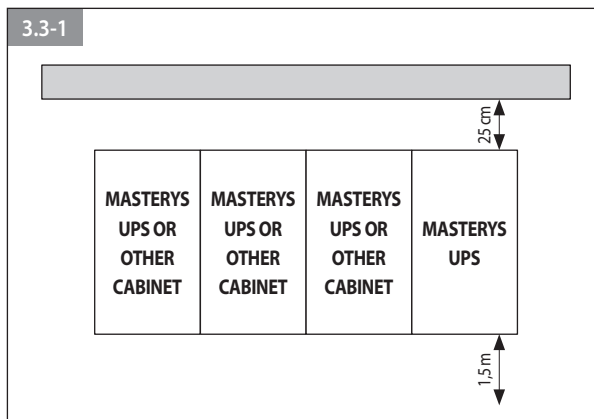 3.3-1
25 cm
MASTERYS
UPS OR
OTHER
CABINET
MASTERYS
UPS OR
OTHER
CABINET
MASTERYS
UPS OR
OTHER
CABINET
MASTERYS
UPS
1,5 m